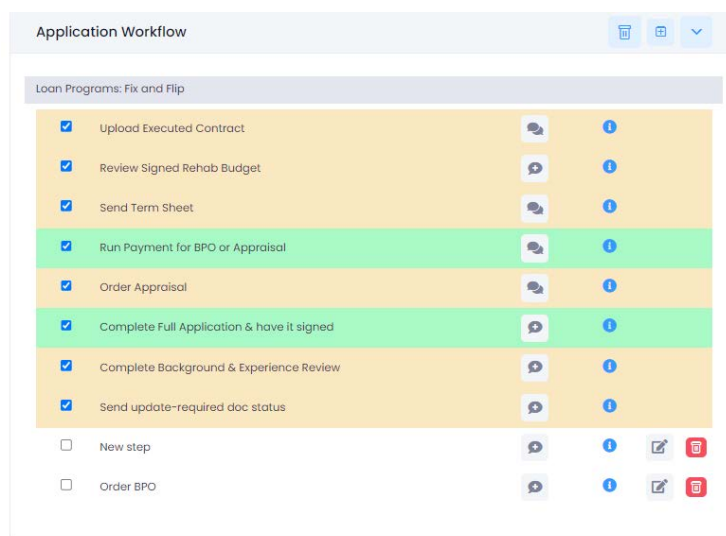 Application Workflow
Loan Programs: Fix and Flip
Upload Executed Contract
Review Signed Rehab Budget
Send Term Sheet
Run Payment for BPO or Appraisal
Order Appraisal
Complete Full Application & have it signed
Complete Background & Experience Review
Send update-required doc status
New step
Order BPO